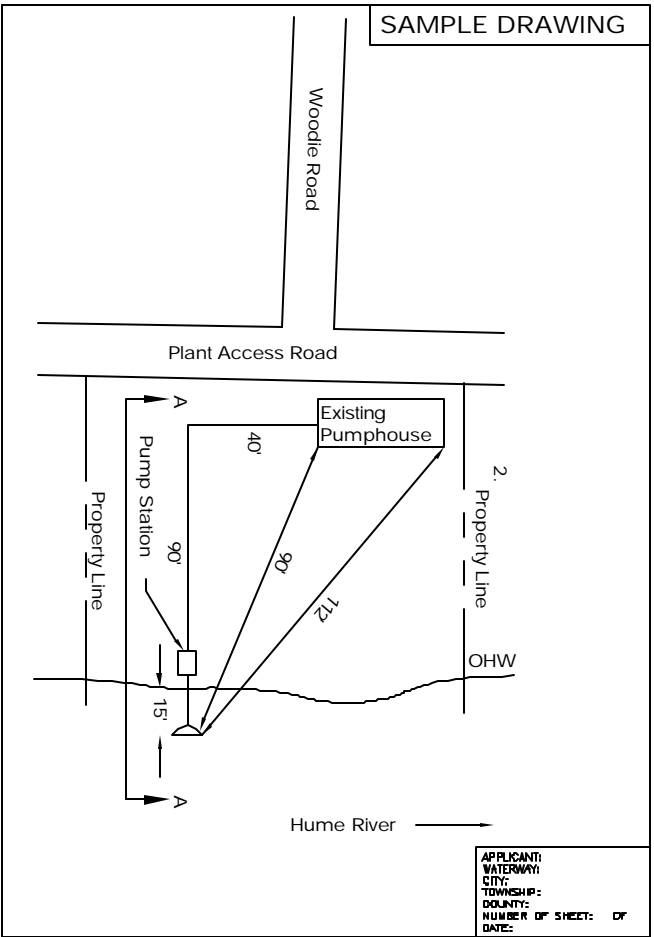 SAMPLE DRAWING
Woodie Road
Plant Access Road
A
Existing
Pumphouse
40'
Pump Station
2.
Property Line
Property Line
90'
90'
112'
OHW
15'
A
Hume River
APPLICANT:
WATERWAY:
CITY:
TOWNSHIP:
COUNTY:
NUMBER OF SHEET: OF
DATE: